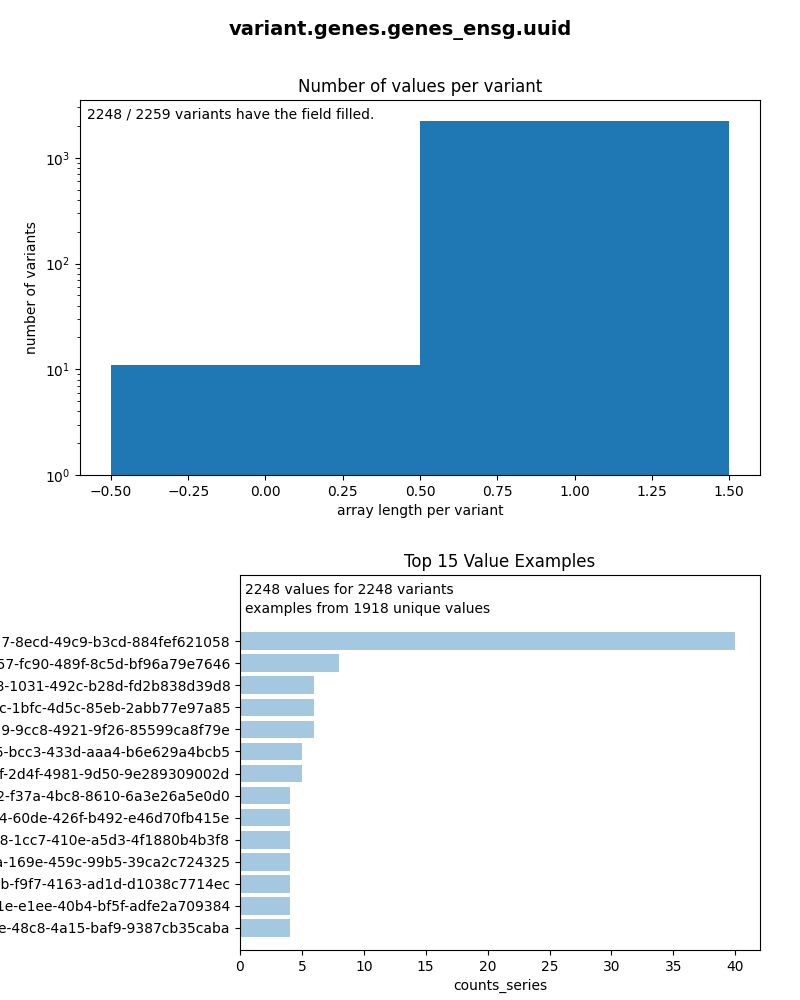 variant.genes.genes_ensg.uuid
Number of values per variant
2248 / 2259 variants have the field filled.
10³
10²
10¹
10⁰
number of variants
−0.50 −0.25 0.00 0.25 0.50 0.75 1.00 1.25 1.50
array length per variant
Top 15 Value Examples
2248 values for 2248 variants
examples from 1918 unique values
7-8ecd-49c9-b3cd-884fef621058
57-fc90-489f-8c5d-bf96a79e7646
3-1031-492c-b28d-fd2b838d39d8
c-1bfc-4d5c-85eb-2abb77e97a85
9-9cc8-4921-9f26-85599ca8f79e
-bcc3-433d-aaa4-b6e629a4bcb5
f-2d4f-4981-9d50-9e289309002d
2-f37a-4bc8-8610-6a3e26a5e0d0
4-60de-426f-b492-e46d70fb415e
8-1cc7-410e-a5d3-4f1880b4b3f8
a-169e-459c-99b5-39ca2c724325
b-f9f7-4163-ad1d-d1038c7714ec
1e-e1ee-40b4-bf5f-adfe2a709384
e-48c8-4a15-baf9-9387cb35caba
0 5 10 15 20 25 30 35 40
counts_series